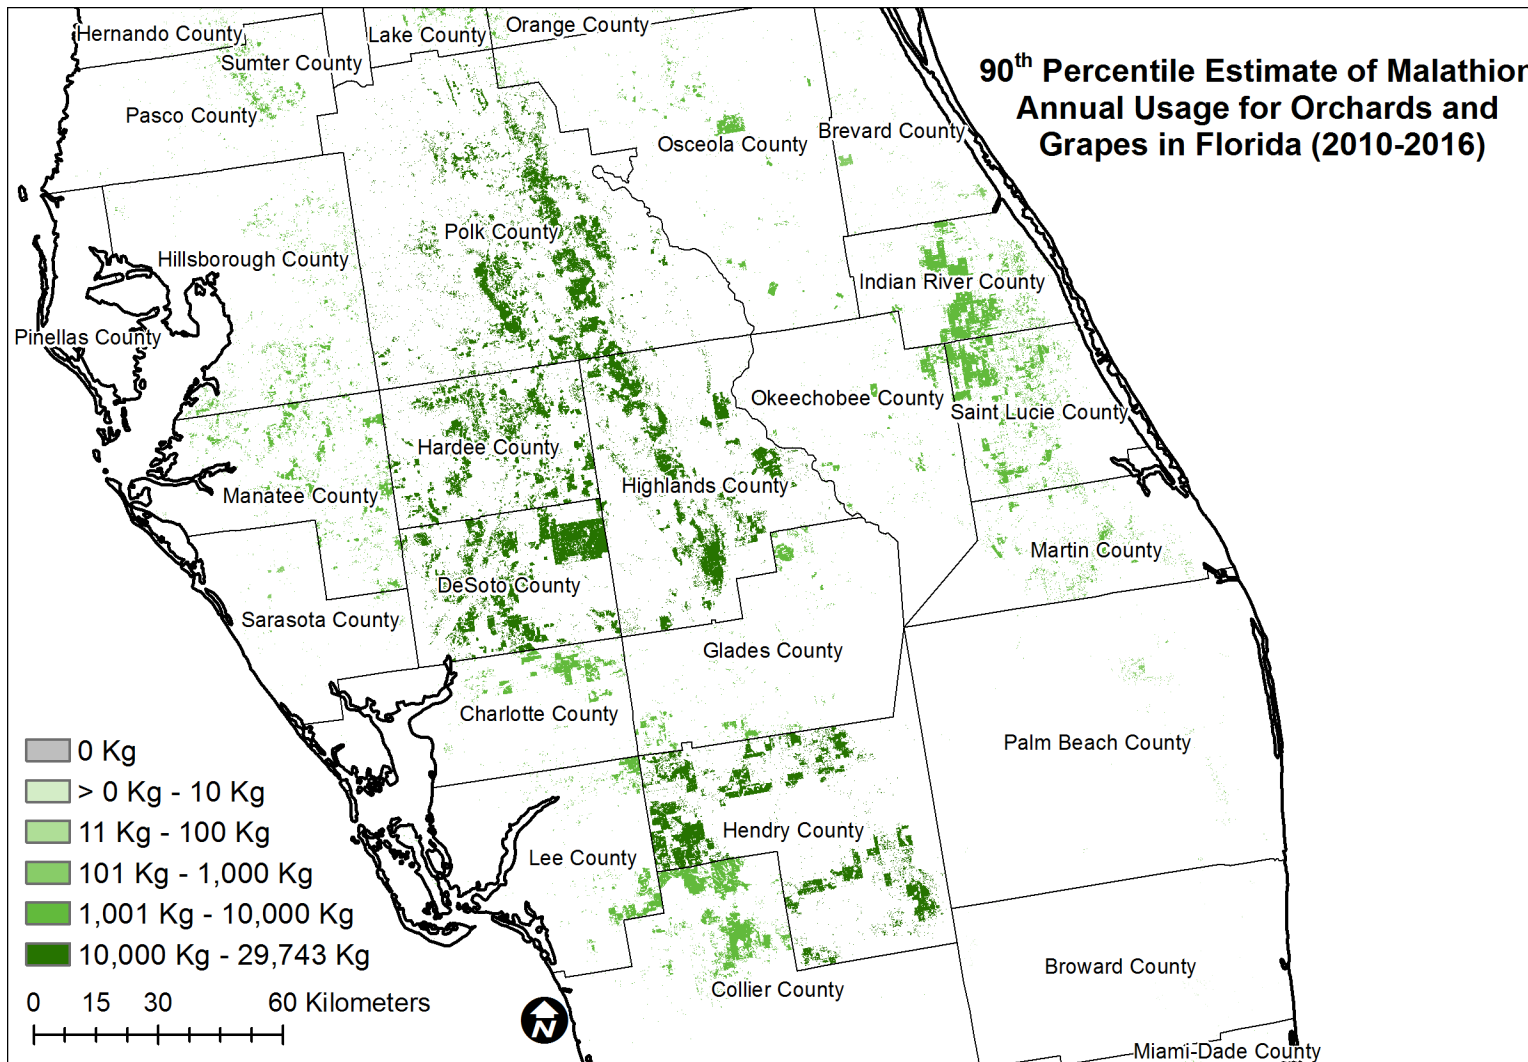 90th Percentile Estimate of Malathion
Annual Usage for Orchards and
Grapes in Florida (2010-2016)
Hernando County
Lake County
Orange County
Sumter County
Pasco County
Osceola County
Brevard County
Polk County
Hillsborough County
Indian River County
Pinellas County
Okeechobee County
Saint Lucie County
Hardee County
Highlands County
Manatee County
Martin County
DeSoto County
Sarasota County
Glades County
Charlotte County
Palm Beach County
Hendry County
Lee County
Broward County
Collier County
Miami-Dade County
0 Kg
> 0 Kg - 10 Kg
11 Kg - 100 Kg
101 Kg - 1,000 Kg
1,001 Kg - 10,000 Kg
10,000 Kg - 29,743 Kg
0 15 30 60 Kilometers
N